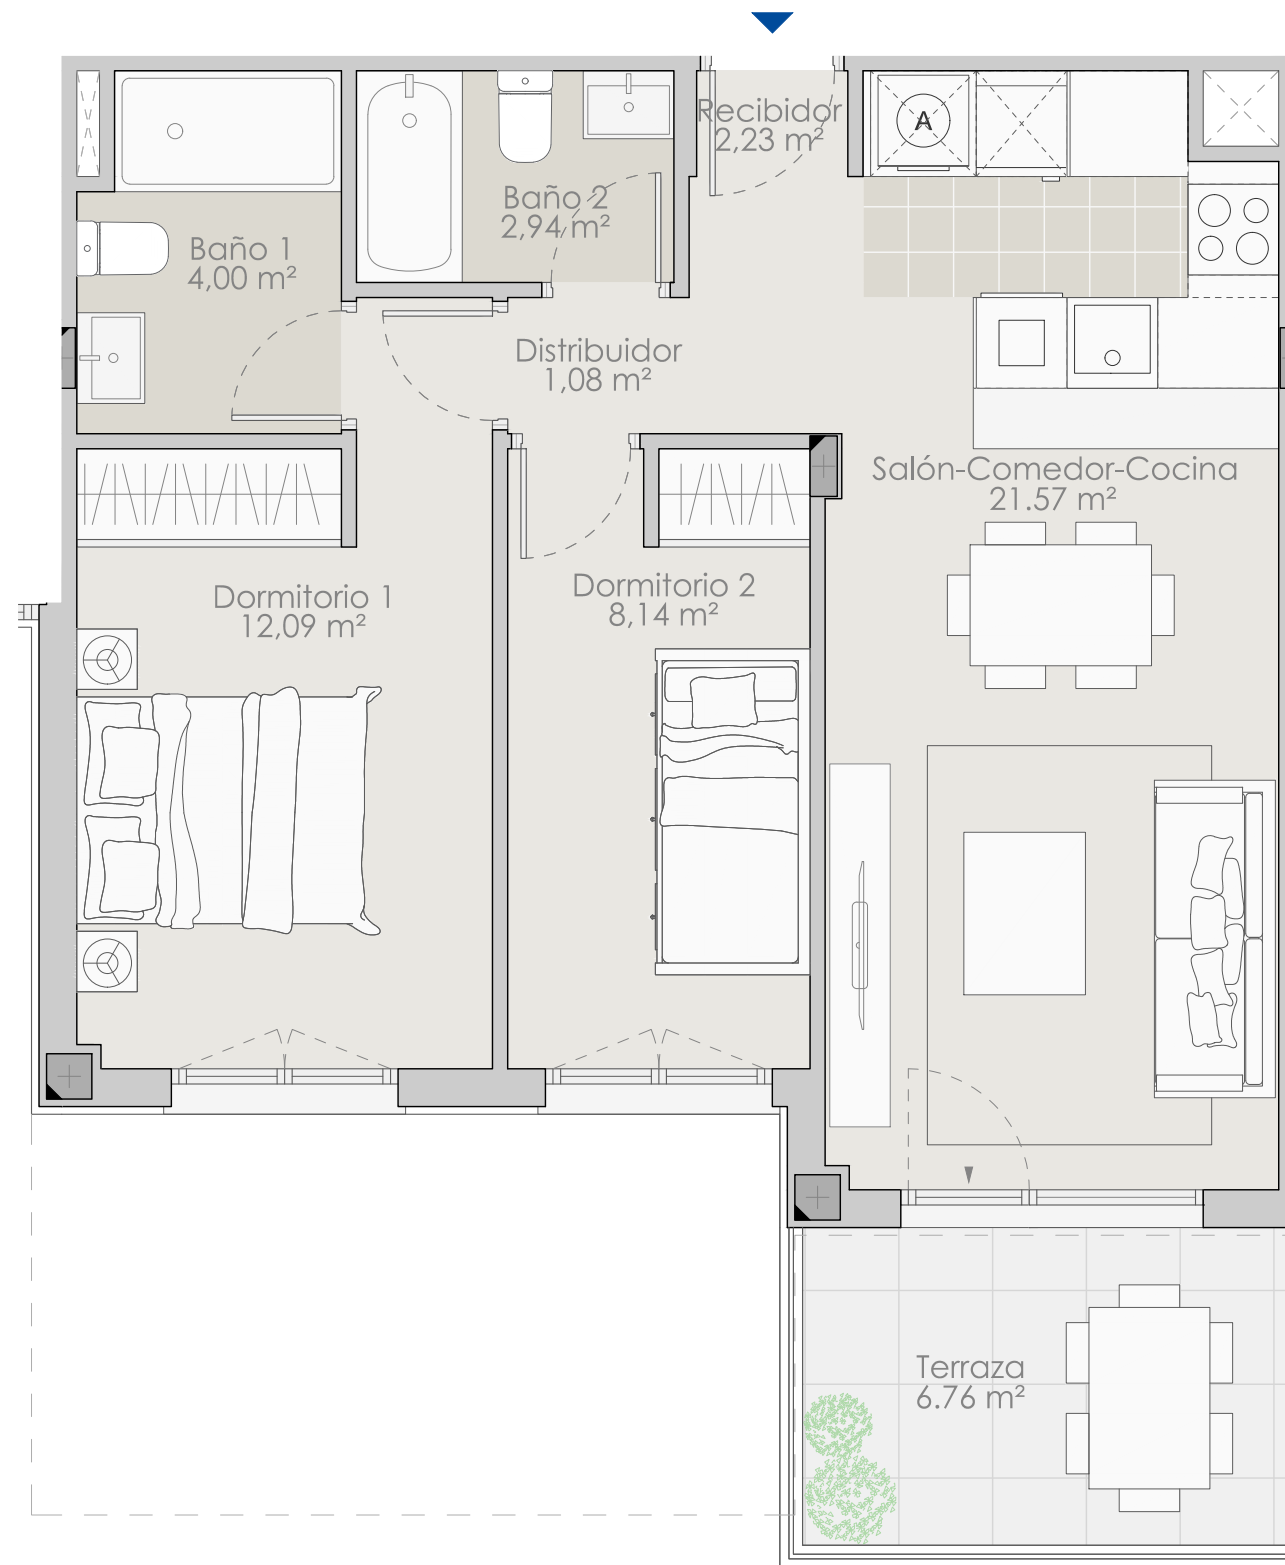 Recibidor
2,23 m²
A
Baño 2
2,94 m²
Baño 1
4,00 m²
Distribuidor
1,08 m²
Salón-Comedor-Cocina
21.57 m²
Dormitorio 1
12,09 m²
Dormitorio 2
8,14 m²
Terraza
6.76 m²